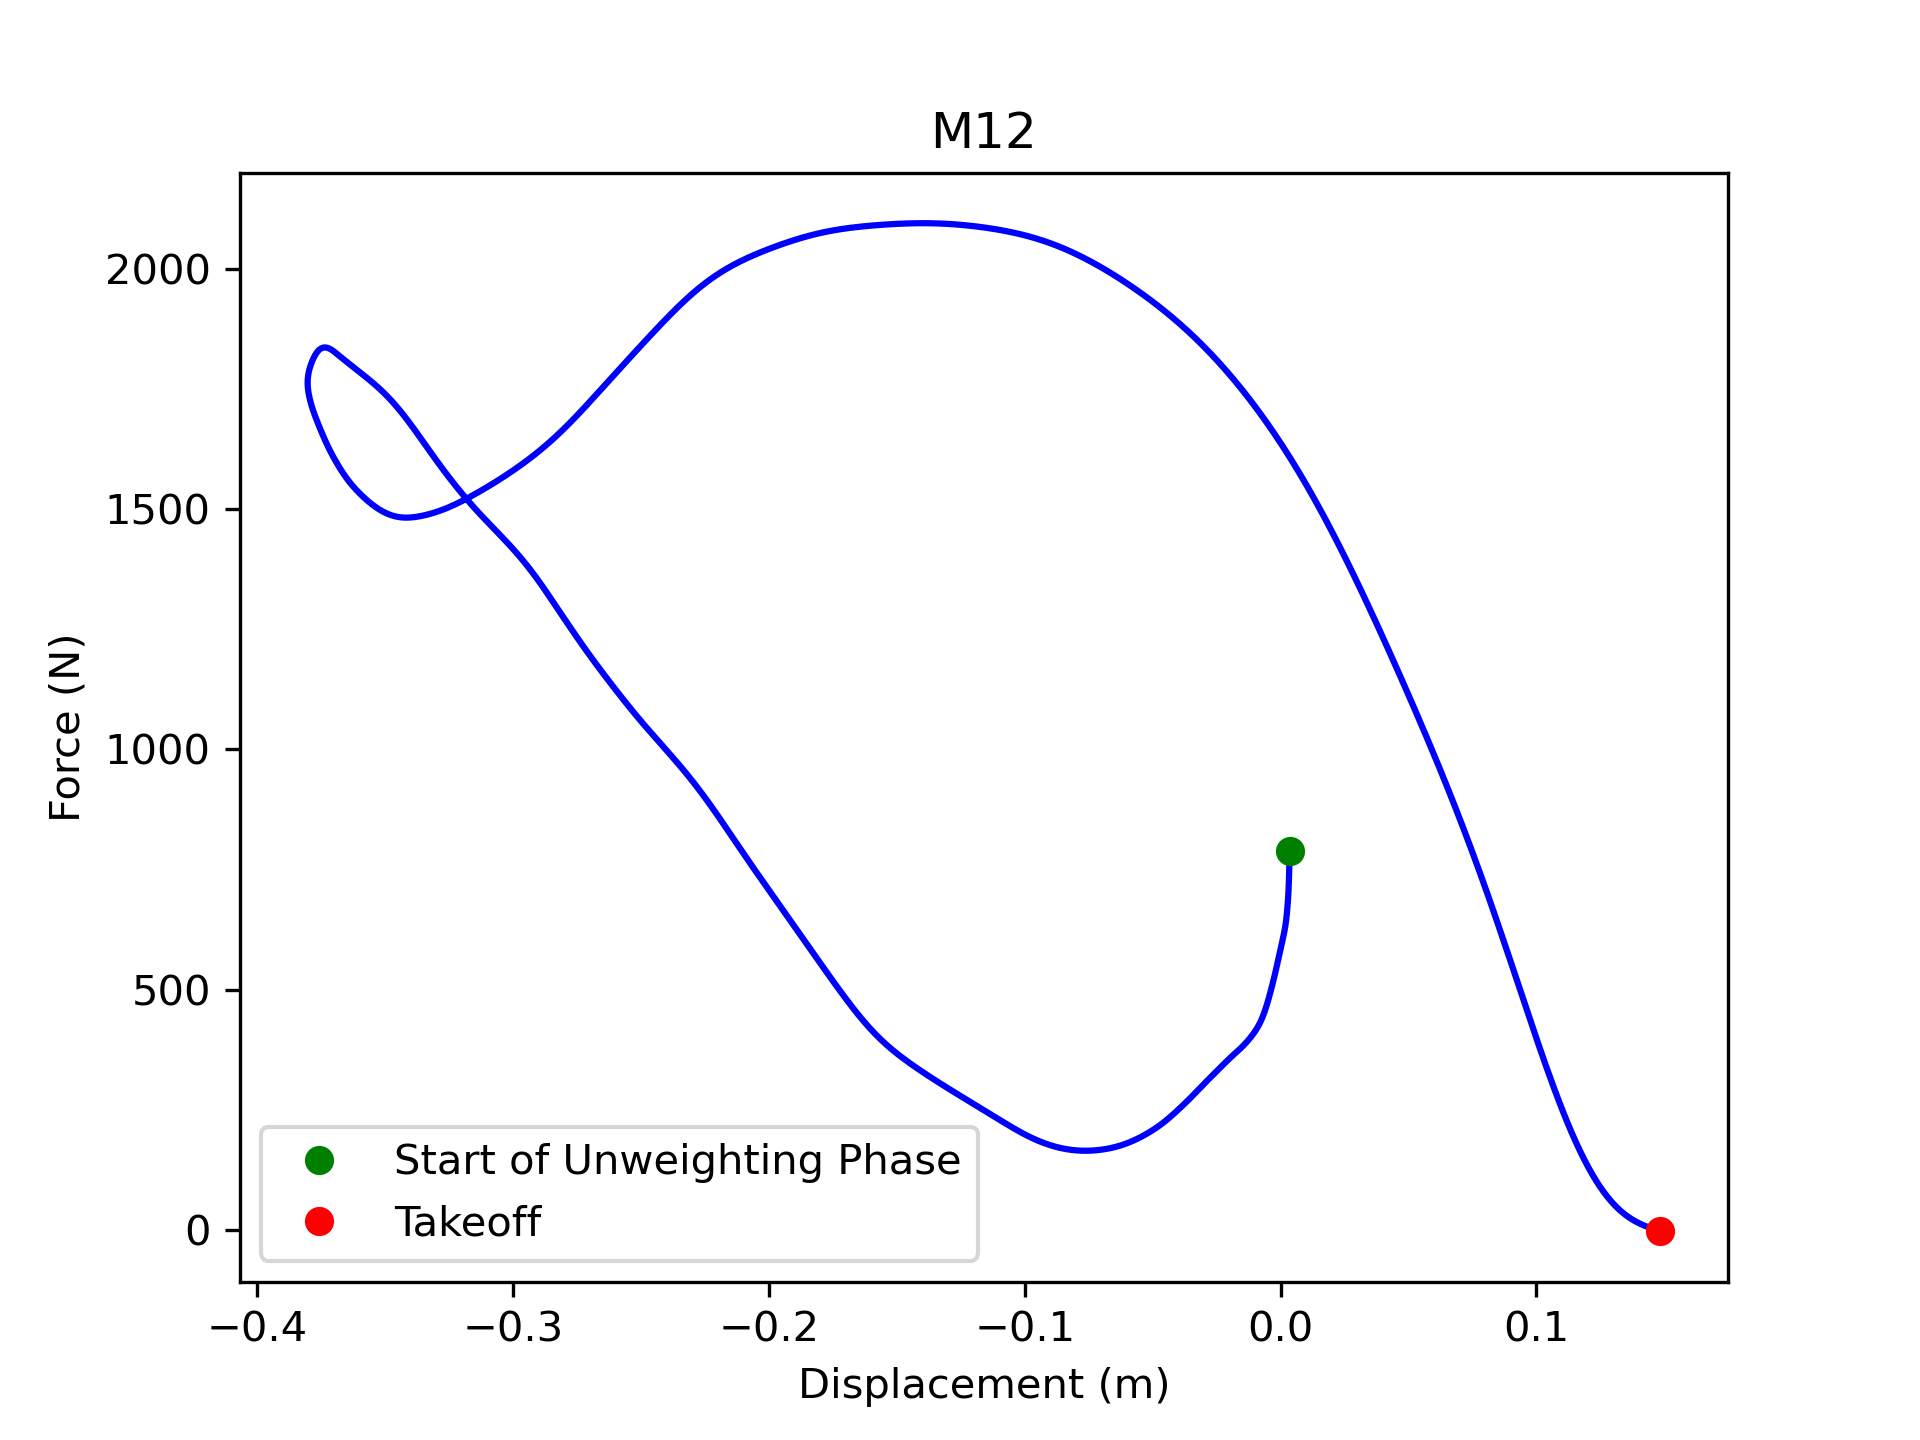 M12
Force (N)
2000
1500
1000
500
0
Start of Unweighting Phase
Takeoff
−0.4 −0.3 −0.2 −0.1 0.0 0.1
Displacement (m)